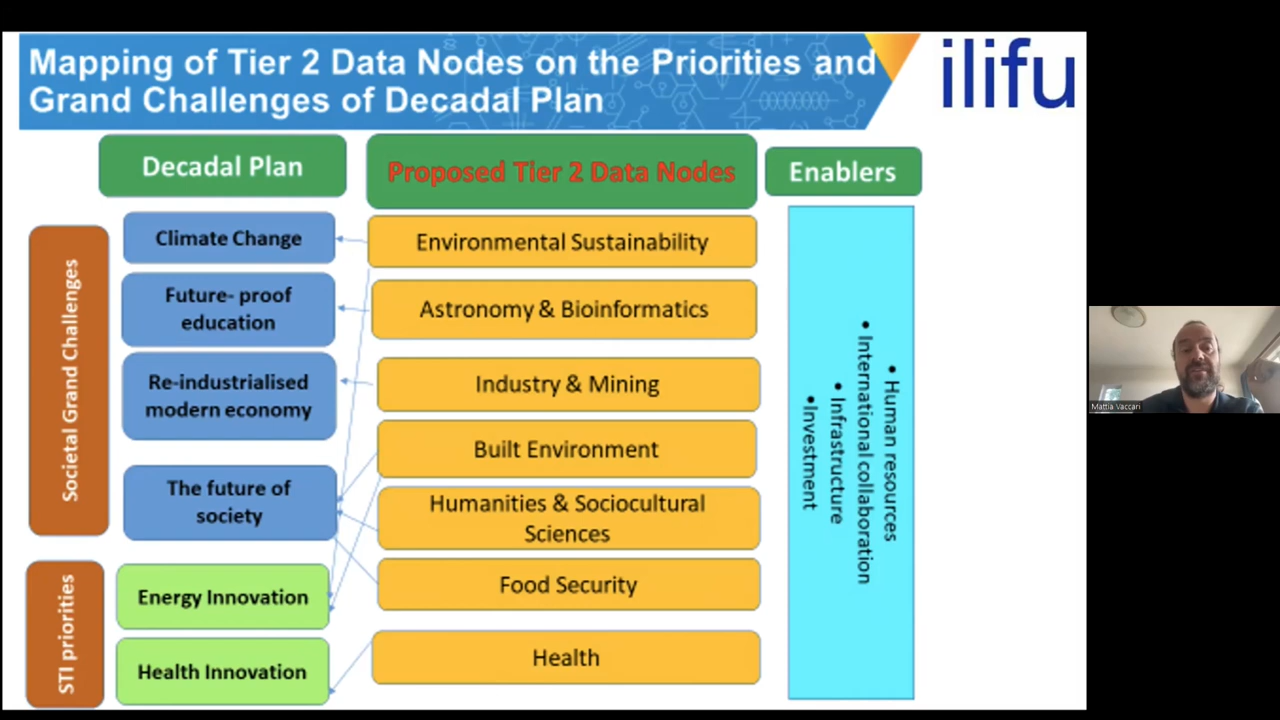 Mapping of Tier 2 Data Nodes on the Priorities and
Grand Challenges of Decadal Plan
ilifu
Decadal Plan
Proposed Tier 2 Data Nodes
Enablers
Societal Grand Challenges
Climate Change
Future- proof
education
Re-industrialised
modern economy
The future of
society
STI priorities
Energy Innovation
Health Innovation
Environmental Sustainability
Astronomy & Bioinformatics
Industry & Mining
Built Environment
Humanities & Sociocultural
Sciences
Food Security
Health
• Human resources
• International collaboration
• Infrastructure
• Investment
Mattia Vaccari